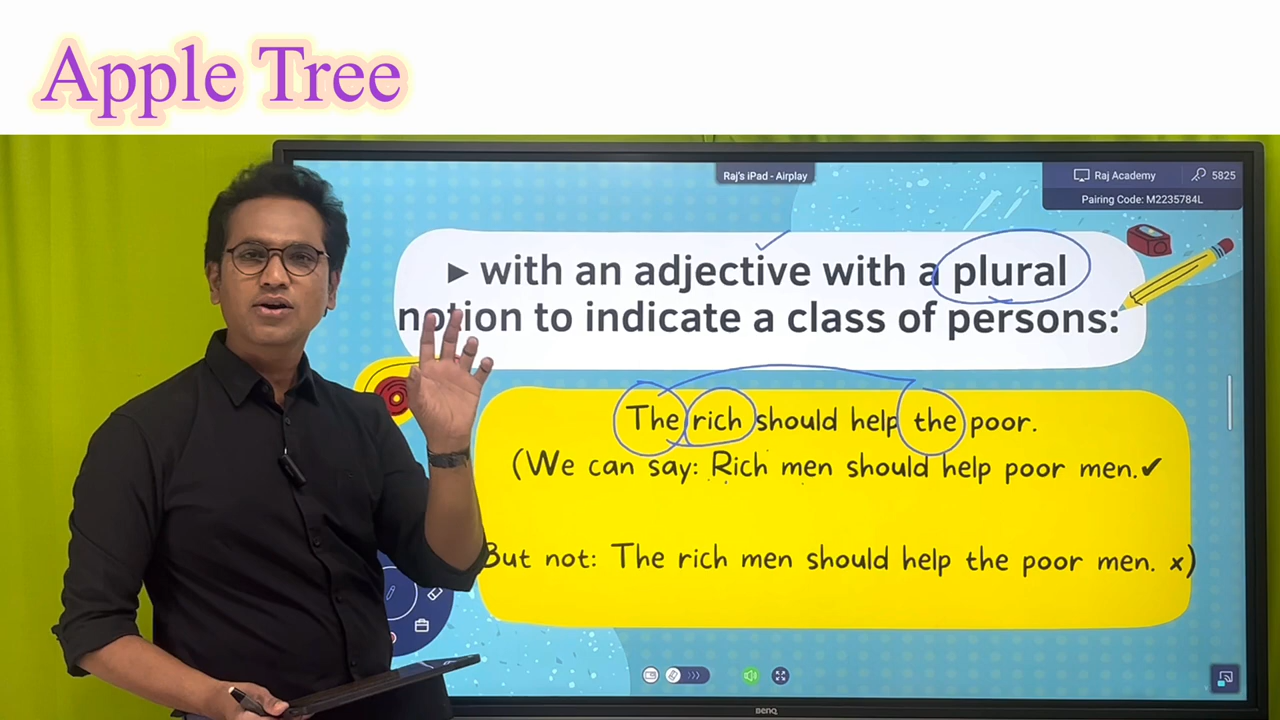 Apple Tree
Raj's iPad - Airplay
Raj Academy 5825
Pairing Code: M2235784L
▸ with an adjective with a plural
notion to indicate a class of persons:
The rich should help the poor.
(We can say: Rich men should help poor men.✔
But not: The rich men should help the poor men. x)
BenQ